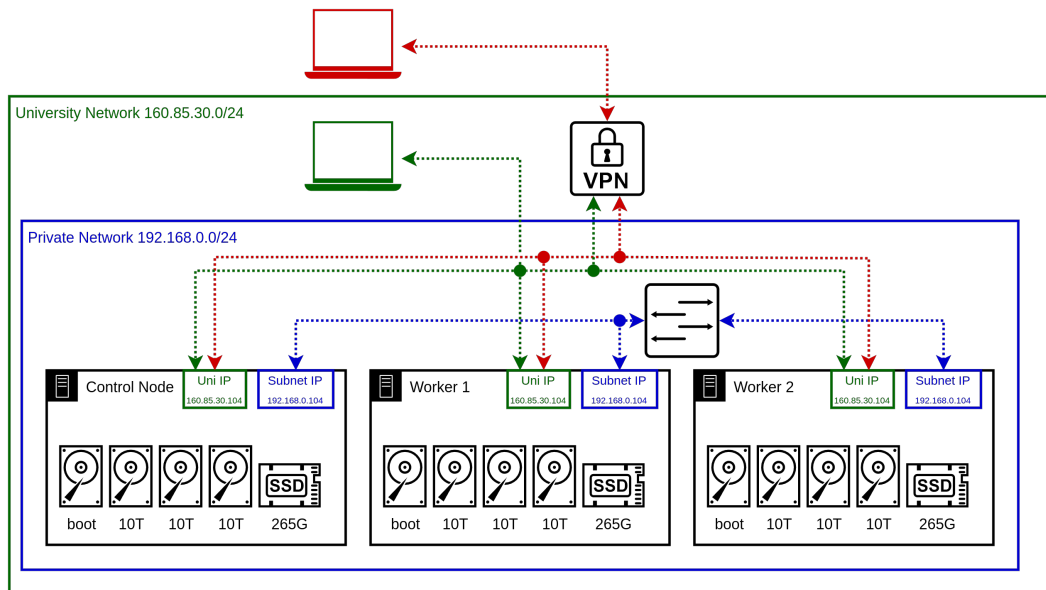 University Network 160.85.30.0/24
VPN
Private Network 192.168.0.0/24
Control Node
Uni IP
160.85.30.104
Subnet IP
192.168.0.104
Worker 1
Uni IP
160.85.30.104
Subnet IP
192.168.0.104
Worker 2
Uni IP
160.85.30.104
Subnet IP
192.168.0.104
SSD
boot 10T 10T 10T 265G
SSD
boot 10T 10T 10T 265G
SSD
boot 10T 10T 10T 265G